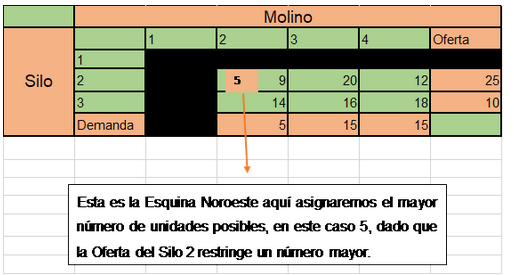 Molino
Silo 1 2 3 4 Oferta
1
2 5 9 20 12 25
3 14 16 18 10
Demanda 5 15 15
Esta es la Esquina Noroeste aquí asignaremos el mayor
número de unidades posibles, en este caso 5, dado que
la Oferta del Silo 2 restringe un número mayor.